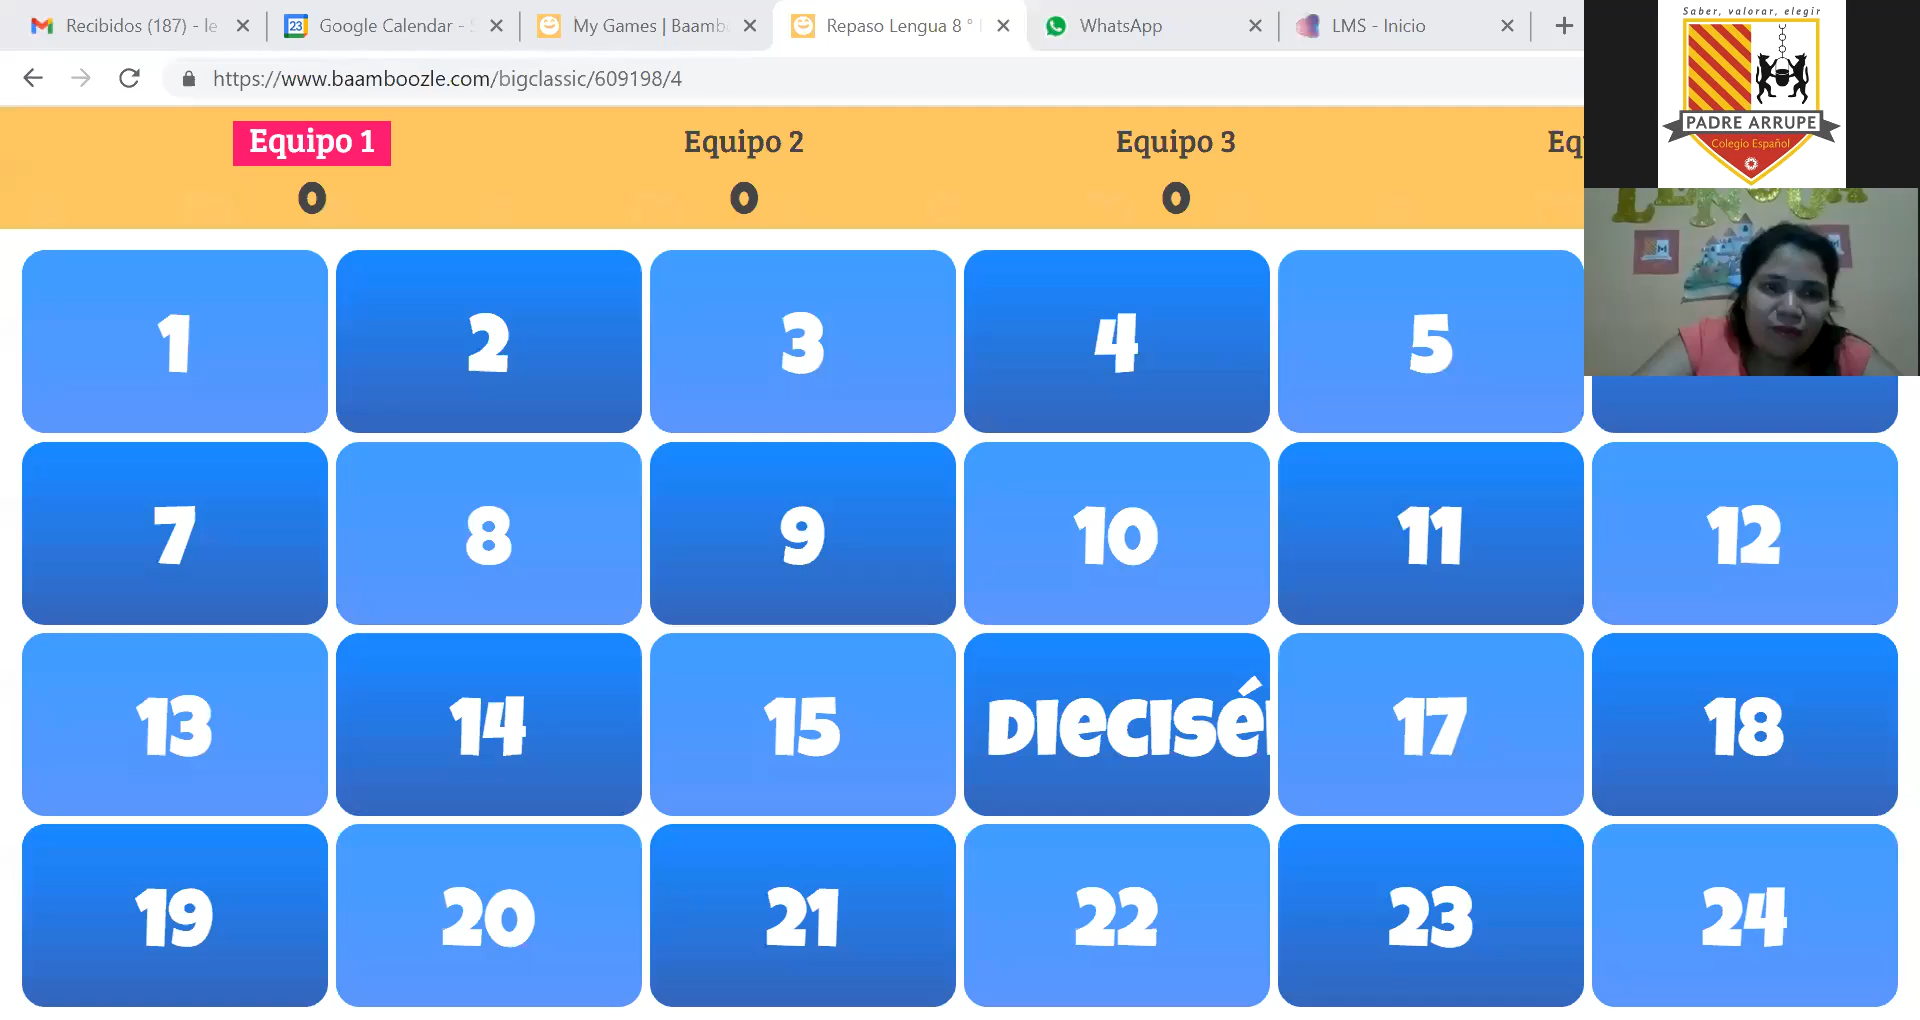 Recibidos (187) - le
23
Google Calendar -
My Games | Baamb
Repaso Lengua 8 °
WhatsApp
LMS - Inicio
https://www.baamboozle.com/bigclassic/609198/4
Saber, valorar, elegir
PADRE ARRUPE
Colegio Español
Equipo 1
Equipo 2
Equipo 3
Eq
0
0
0
LENGUA
1
2
3
4
5
7
8
9
10
11
12
13
14
15
Dieciséi
17
18
19
20
21
22
23
24